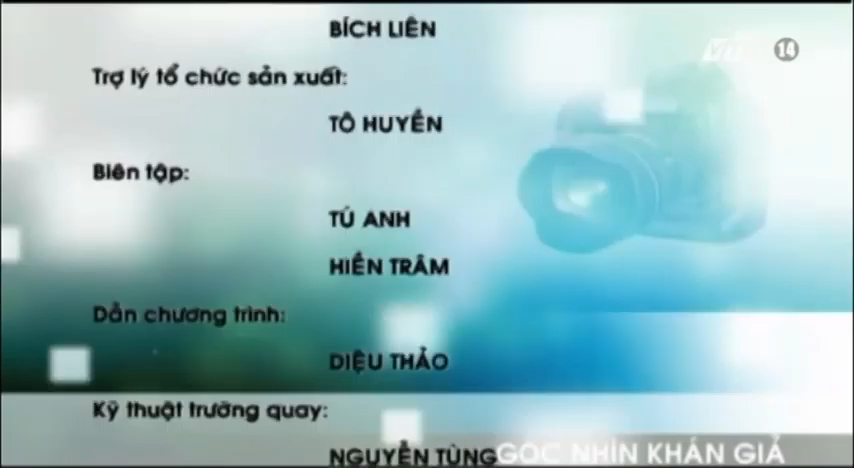 BÍCH LIÊN
Trợ lý tổ chức sản xuất:
TÔ HUYỀN
Biên tập:
TÚ ANH
HIỀN TRÂM
Dẫn chương trình:
DIỆU THẢO
Kỹ thuật trường quay:
NGUYỄN TÙNG
GÓC NHÌN KHÁN GIẢ
14